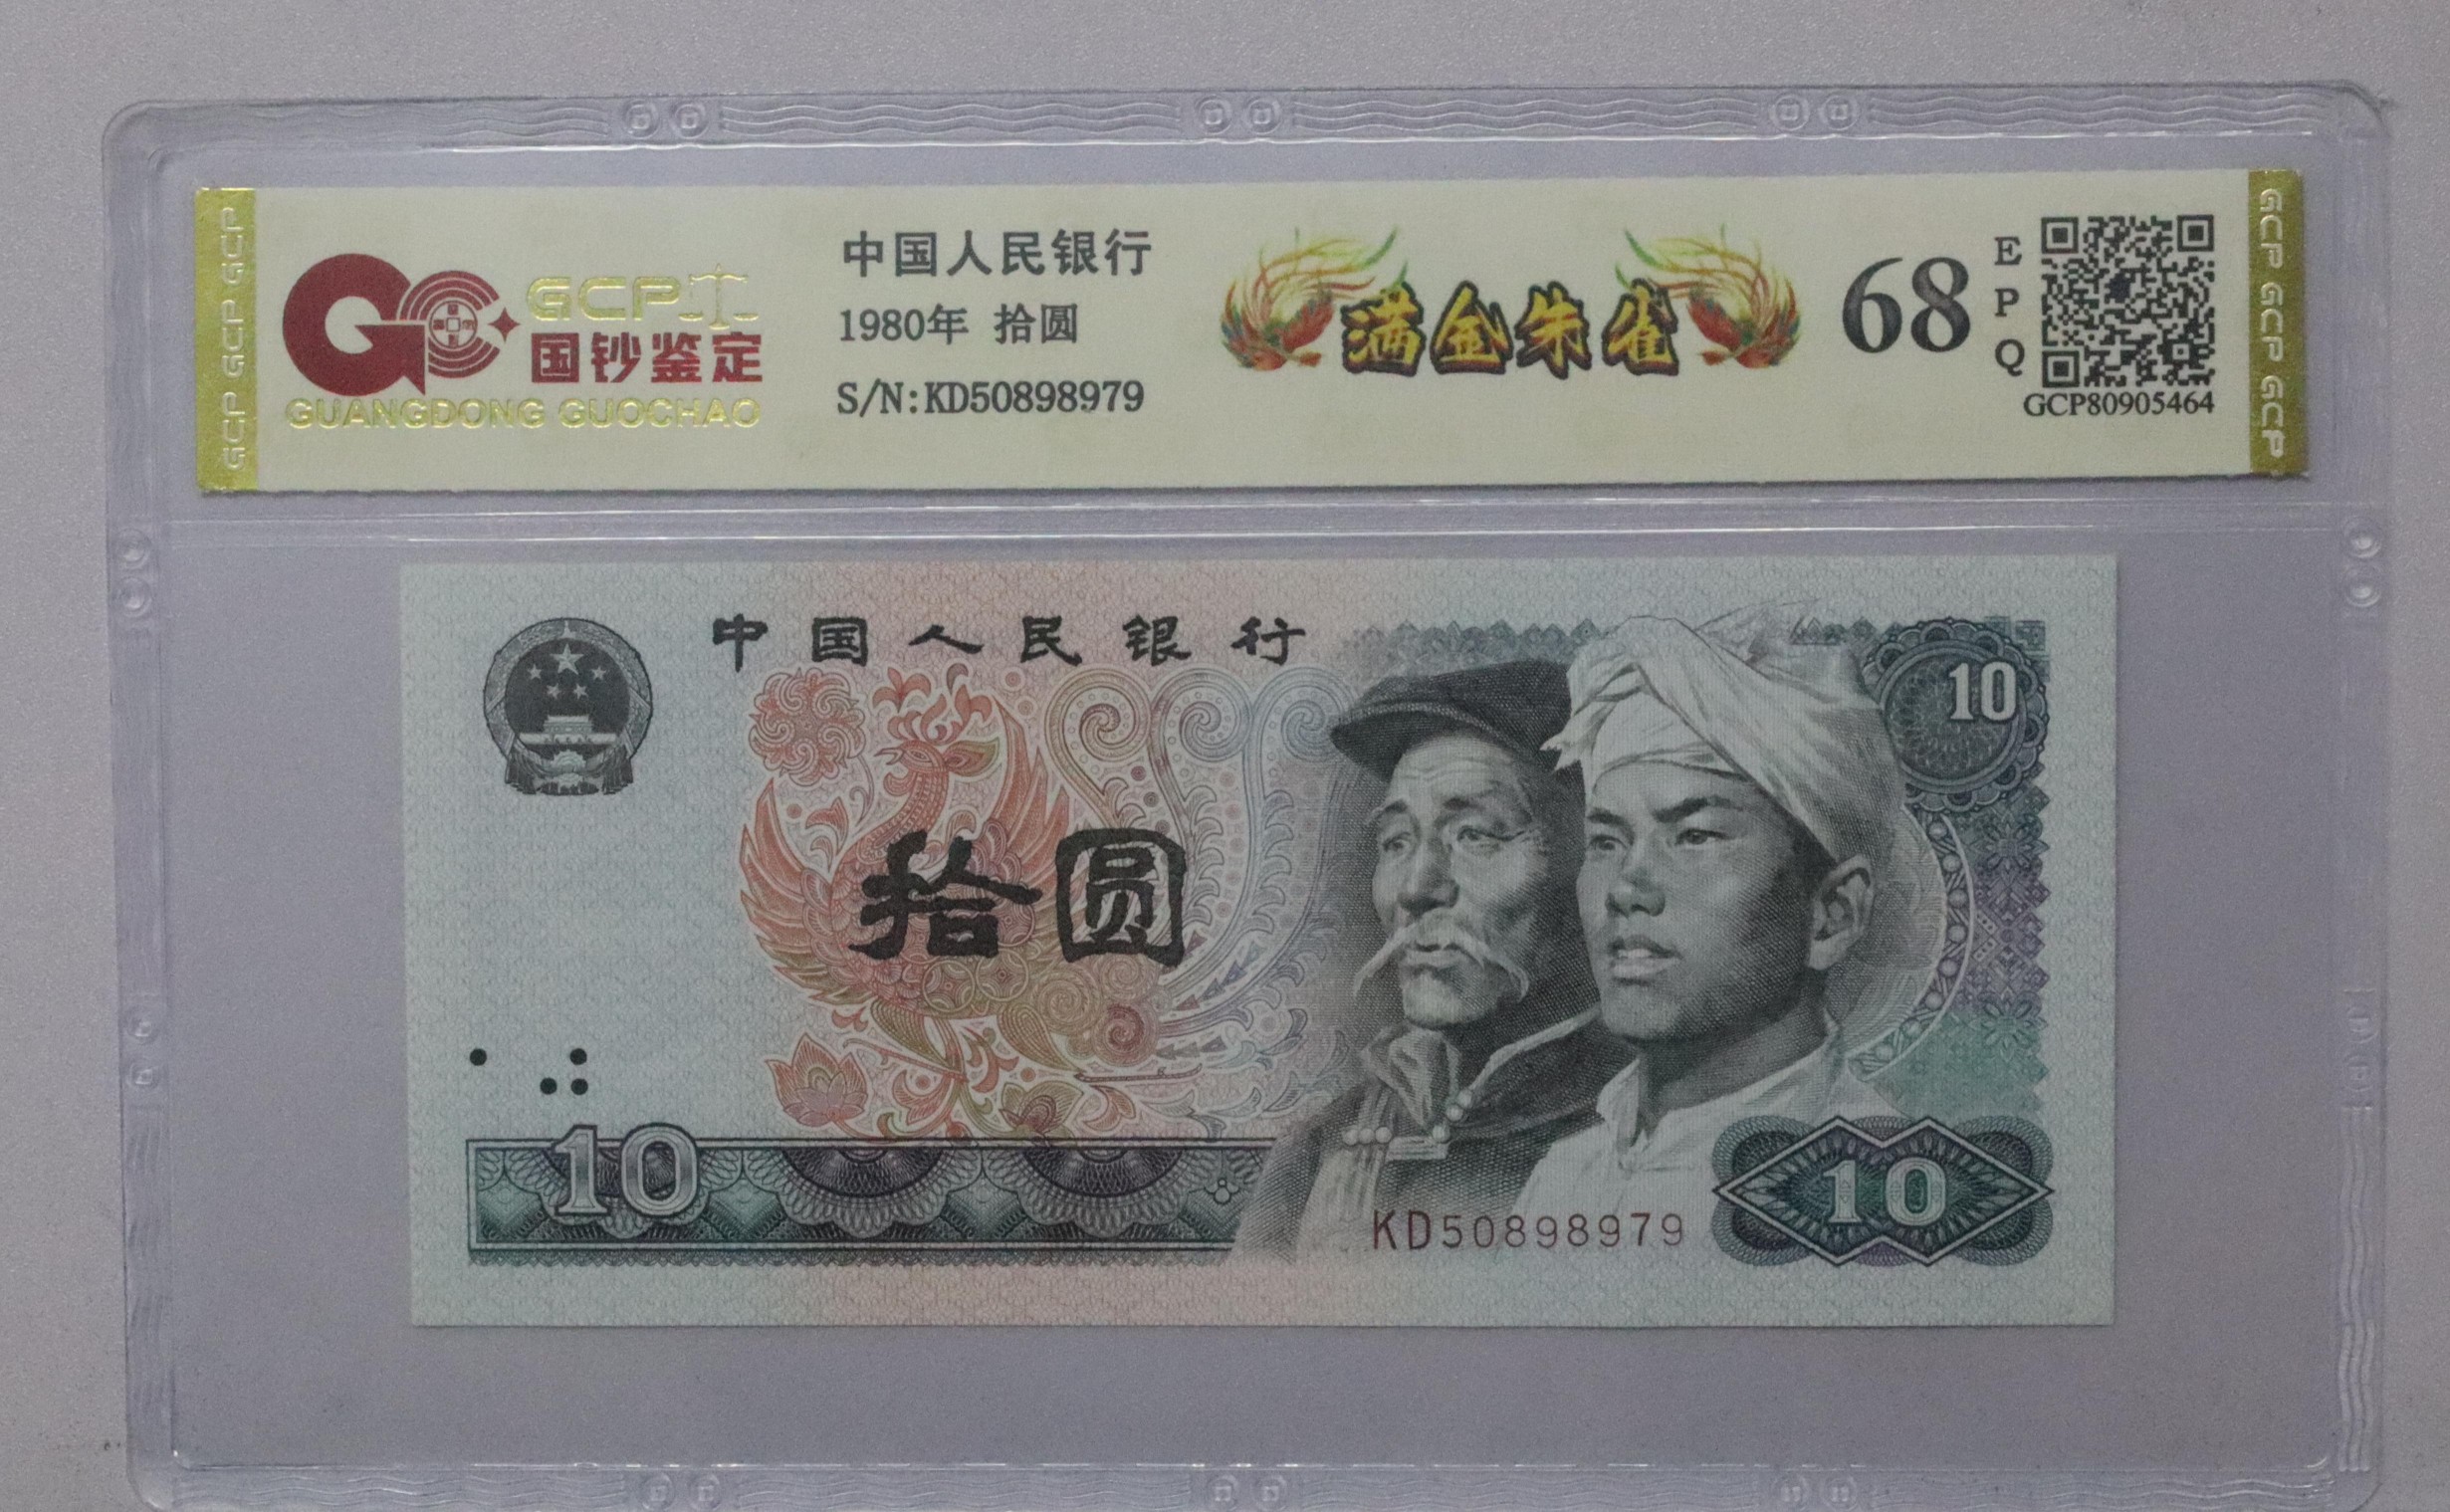 GCP GCP GCP
GCP
国钞鉴定
GUANGDONG GUOCHAO
中国人民银行
1980年 拾圆
S/N:KD50898979
满金朱雀
68
E
P
Q
GCP80905464
GCP GCP GCP
中国人民银行
10
拾圆
10
KD50898979
10